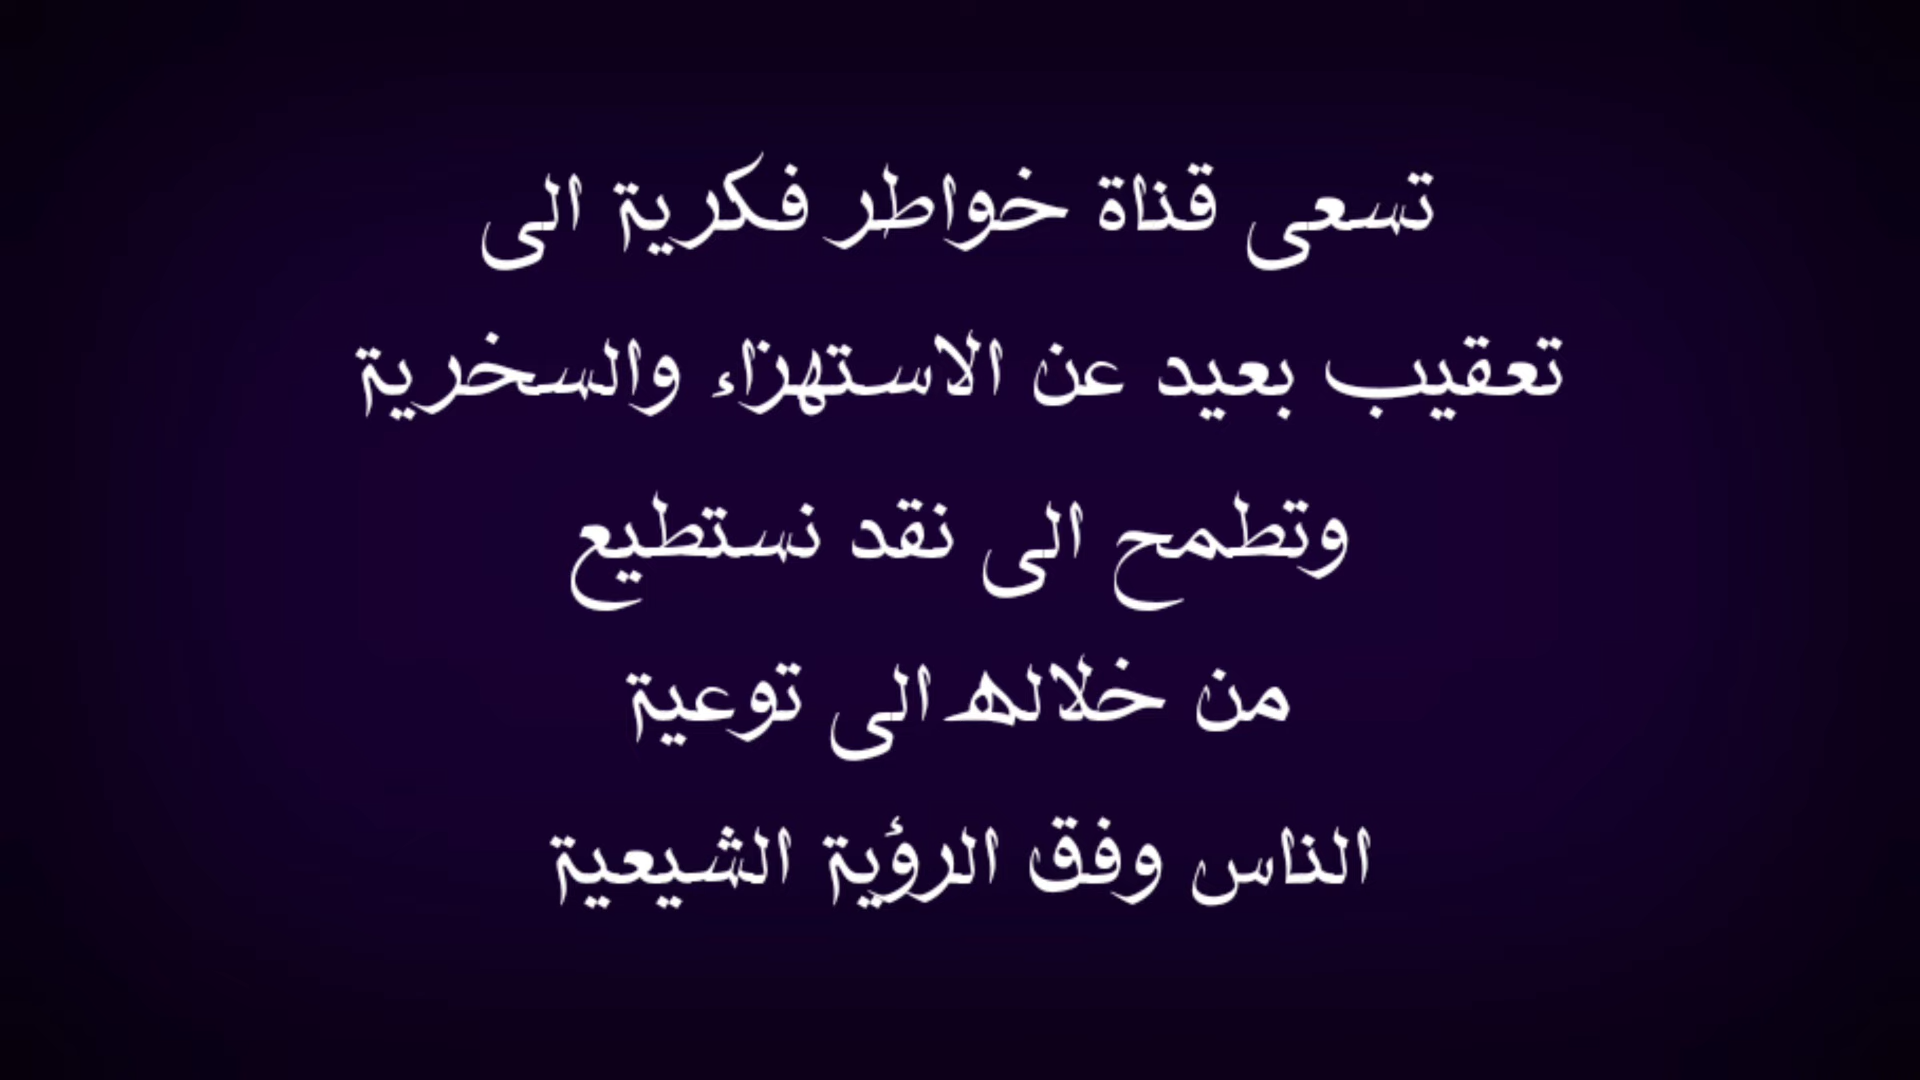 تسعى قناة خواطر فكرية الى
تعقيب بعيد عن الاستهزاء والسخرية
وتطمح الى نقد نستطيع
من خلاله الى توعية
الناس وفق الرؤية الشيعية